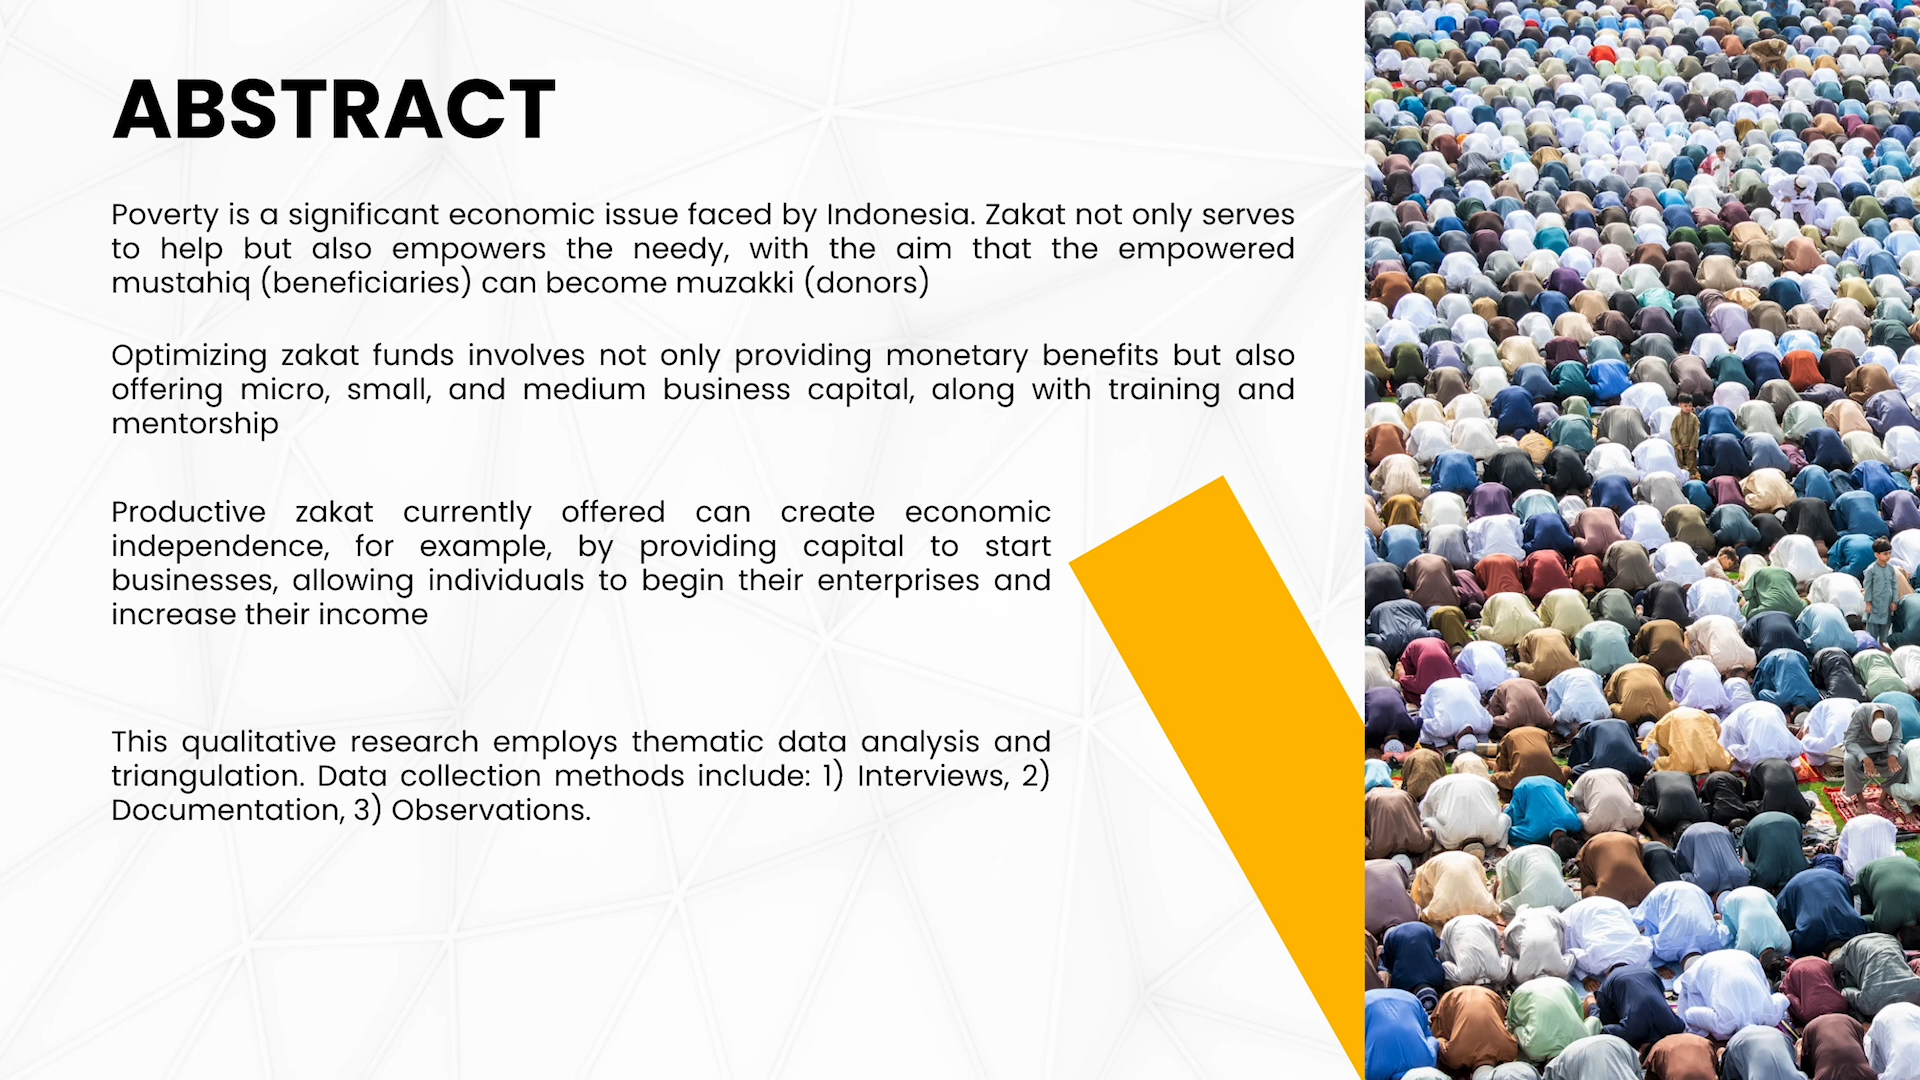 ABSTRACT
Poverty is a significant economic issue faced by Indonesia. Zakat not only serves
to help but also empowers the needy, with the aim that the empowered
mustahiq (beneficiaries) can become muzakki (donors)
Optimizing zakat funds involves not only providing monetary benefits but also
offering micro, small, and medium business capital, along with training and
mentorship
Productive zakat currently offered can create economic
independence, for example, by providing capital to start
businesses, allowing individuals to begin their enterprises and
increase their income
This qualitative research employs thematic data analysis and
triangulation. Data collection methods include: 1) Interviews, 2)
Documentation, 3) Observations.